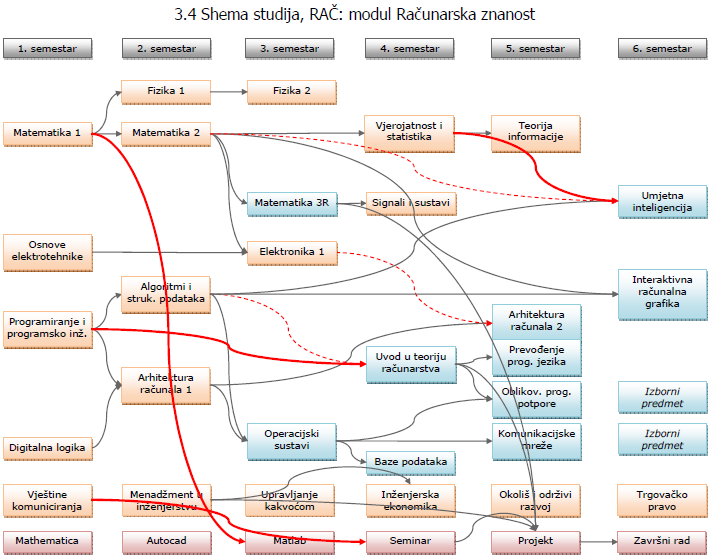 3.4 Shema studija, RAČ: modul Računarska znanost
1. semestar
2. semestar
3. semestar
4. semestar
5. semestar
6. semestar
Fizika 1
Fizika 2
Matematika 1
Matematika 2
Vjerojatnost i
statistika
Teorija
informacije
Matematika 3R
Signali i sustavi
Umjetna
inteligencija
Osnove
elektrotehnike
Elektronika 1
Algoritmi i
struk. podataka
Interaktivna
računalna
grafika
Programiranje i
programsko inž.
Arhitektura
računala 2
Uvod u teoriju
računarstva
Prevođenje
prog. jezika
Arhitektura
računala 1
Oblikov. prog.
potpore
Izborni
predmet
Digitalna logika
Operacijski
sustavi
Komunikacijske
mreže
Izborni
predmet
Baze podataka
Vještine
komuniciranja
Menadžment u
inženjerstvu
Upravljanje
kakvoćom
Inženjerska
ekonomika
Okoliš i održivi
razvoj
Trgovačko
pravo
Mathematica
Autocad
Matlab
Seminar
Projekt
Završni rad